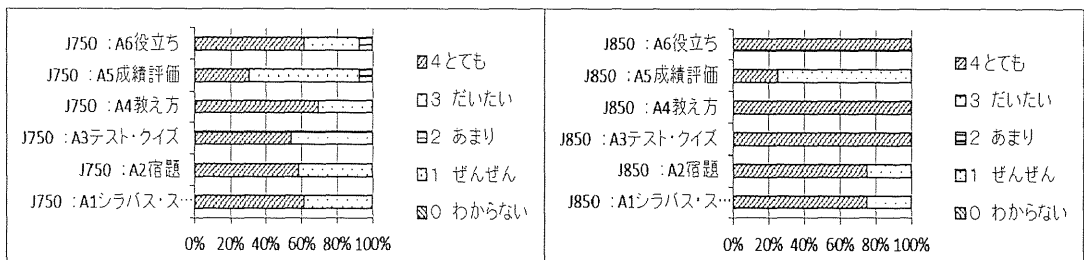 J750 :A6役立ち
J750 :A5成績評価
J750 :A4教え方
J750 :A3テスト・クイズ
J750 :A2宿題
J750 :A1シラバス・ス…
0% 20% 40% 60% 80% 100%
4とても
3 だいたい
2 あまり
1 ぜんぜん
0 わからない
J850 :A6役立ち
J850 :A5成績評価
J850 :A4教え方
J850 :A3テスト・クイズ
J850 :A2宿題
J850 :A1シラバス・ス…
0% 20% 40% 60% 80% 100%
4とても
3 だいたい
2 あまり
1 ぜんぜん
0 わからない